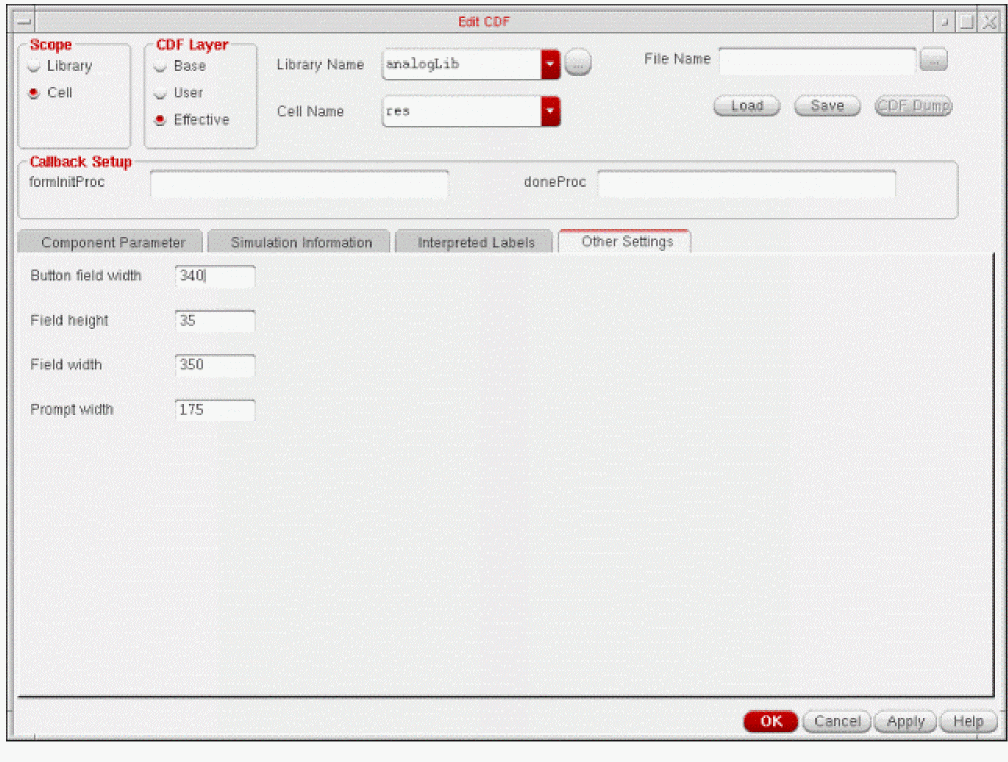 Edit CDF
Scope
Library
Cell
CDF Layer
Base
User
Effective
Library Name analogLib ...
Cell Name res
File Name ...
Load Save CDF Dump
Callback Setup
formInitProc doneProc
Component Parameter Simulation Information Interpreted Labels Other Settings
Button field width 340
Field height 35
Field width 350
Prompt width 175
OK Cancel Apply Help